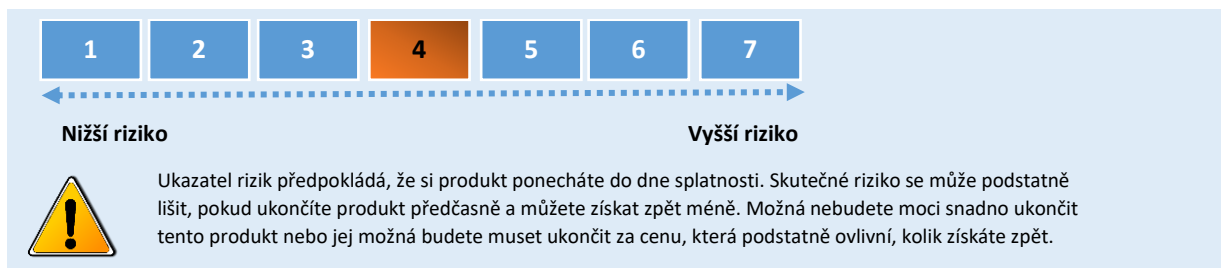 1 2 3 4 5 6 7
Nižší riziko Vyšší riziko
Ukazatel rizik předpokládá, že si produkt ponecháte do dne splatnosti. Skutečné riziko se může podstatně
lišit, pokud ukončíte produkt předčasně a můžete získat zpět méně. Možná nebudete moci snadno ukončit
tento produkt nebo jej možná budete muset ukončit za cenu, která podstatně ovlivní, kolik získáte zpět.